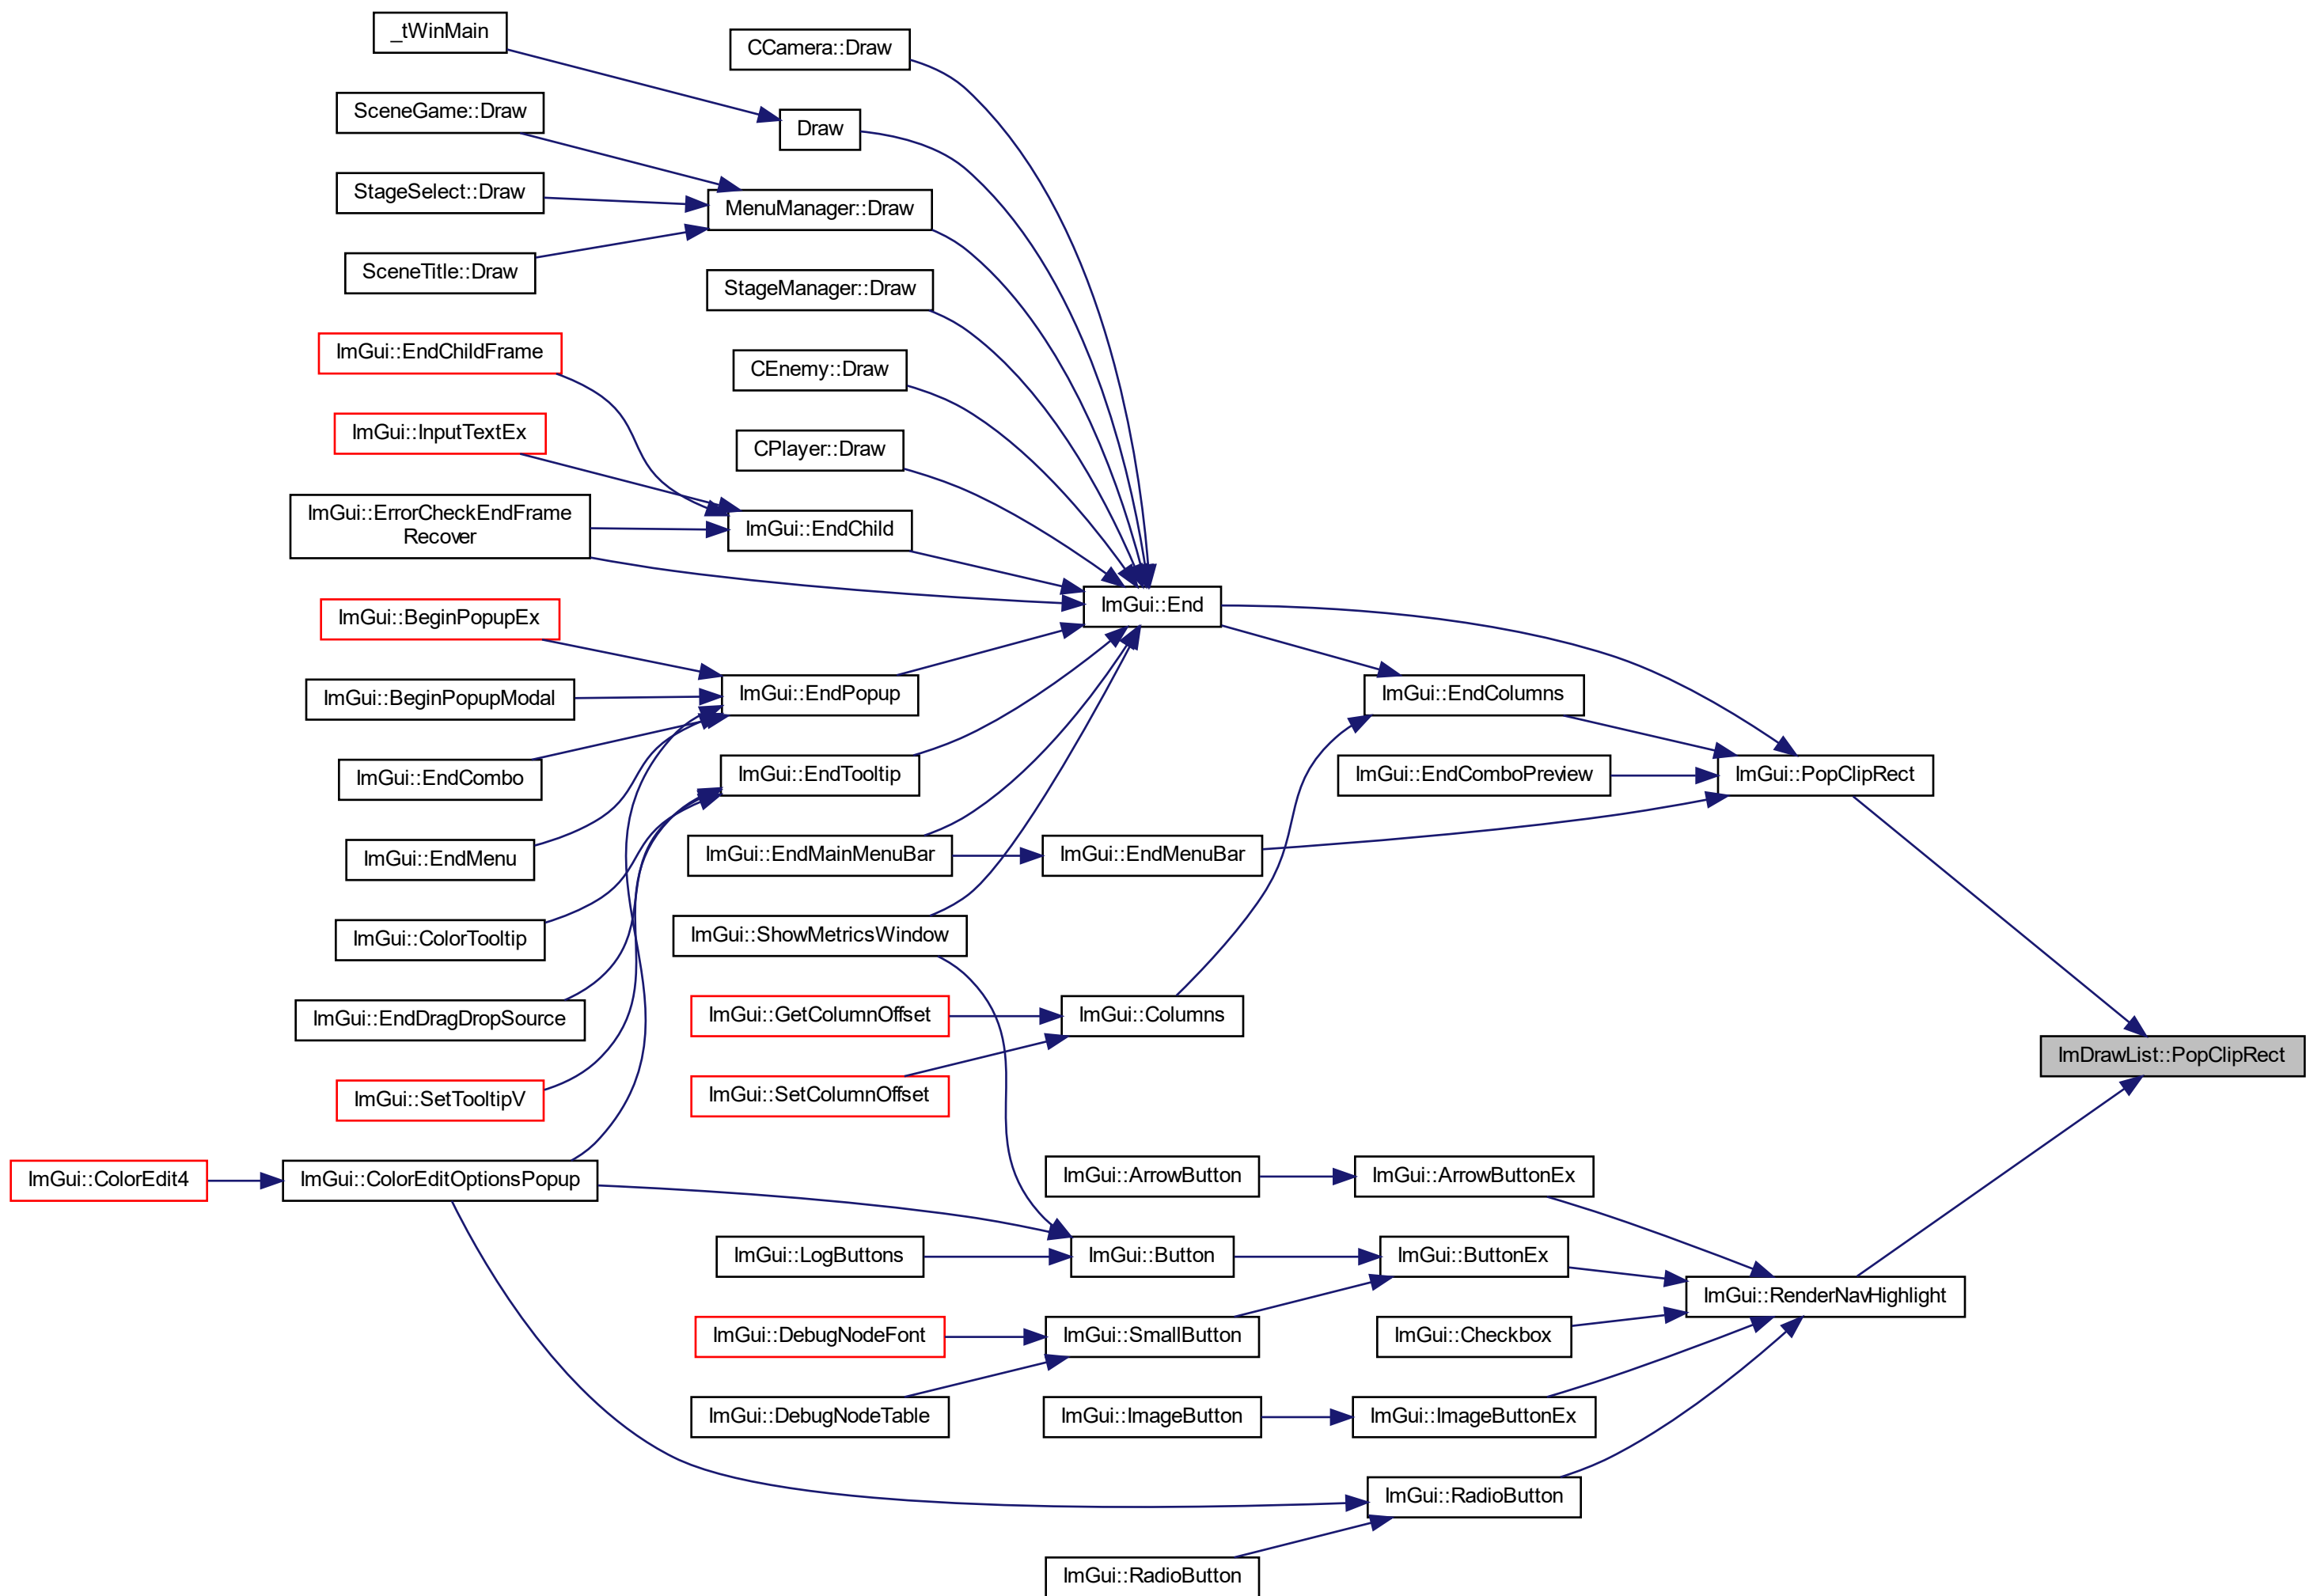 _tWinMain
CCamera::Draw
SceneGame::Draw
Draw
StageSelect::Draw
MenuManager::Draw
SceneTitle::Draw
StageManager::Draw
ImGui::EndChildFrame
CEnemy::Draw
ImGui::InputTextEx
CPlayer::Draw
ImGui::ErrorCheckEndFrame
Recover
ImGui::EndChild
ImGui::End
ImGui::BeginPopupEx
ImGui::BeginPopupModal
ImGui::EndPopup
ImGui::EndColumns
ImGui::EndCombo
ImGui::EndTooltip
ImGui::EndComboPreview
ImGui::PopClipRect
ImGui::EndMenu
ImGui::EndMainMenuBar
ImGui::EndMenuBar
ImGui::ColorTooltip
ImGui::ShowMetricsWindow
ImGui::EndDragDropSource
ImGui::GetColumnOffset
ImGui::Columns
ImDrawList::PopClipRect
ImGui::SetTooltipV
ImGui::SetColumnOffset
ImGui::ColorEdit4
ImGui::ColorEditOptionsPopup
ImGui::ArrowButton
ImGui::ArrowButtonEx
ImGui::LogButtons
ImGui::Button
ImGui::ButtonEx
ImGui::RenderNavHighlight
ImGui::DebugNodeFont
ImGui::SmallButton
ImGui::Checkbox
ImGui::DebugNodeTable
ImGui::ImageButton
ImGui::ImageButtonEx
ImGui::RadioButton
ImGui::RadioButton